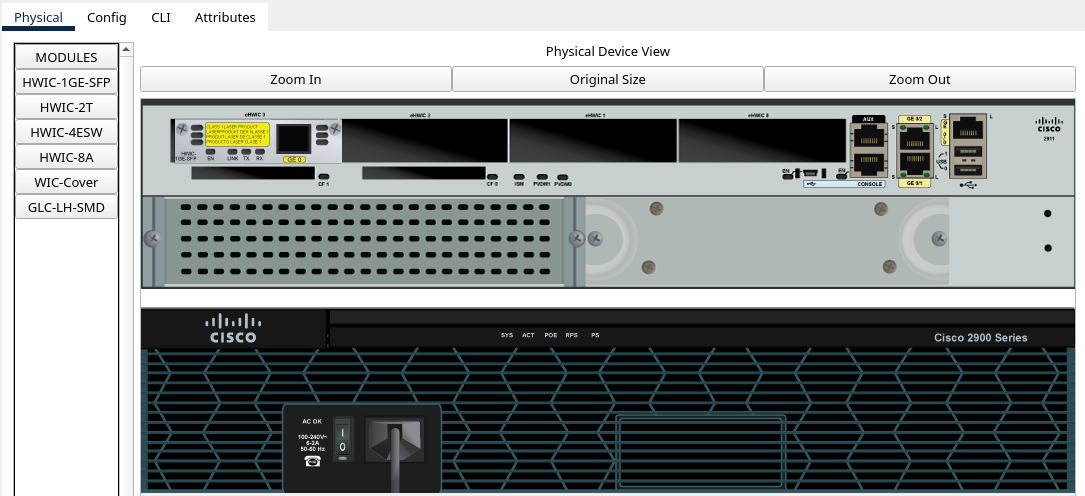 Physical Config CLI Attributes
MODULES
HWIC-1GE-SFP
HWIC-2T
HWIC-4ESW
HWIC-8A
WIC-Cover
GLC-LH-SMD
Physical Device View
Zoom In Original Size Zoom Out
eHWIC 3 eHWIC 2 eHWIC 1 eHWIC 0
CLASS 1 LASER PRODUCT
LASERPRODUKT DER KLASSE 1
PRODUIT LASER DE CLASSE 1
PRODUCTO LASER CLASE 1
HWIC-
1GE-SFP
EN LINK TX RX
GE 0
AUX
GE 0/2
S L
S L
S L
GE 0/0
CISCO
2911
1
USB
0
EN EN
CONSOLE
GE 0/1
CF 1 CF 0 ISM PVDM1 PVDM0
CISCO
SYS ACT POE RPS PS
Cisco 2900 Series
AC OK
100-240V~
6-2A
50-60 Hz
I
O